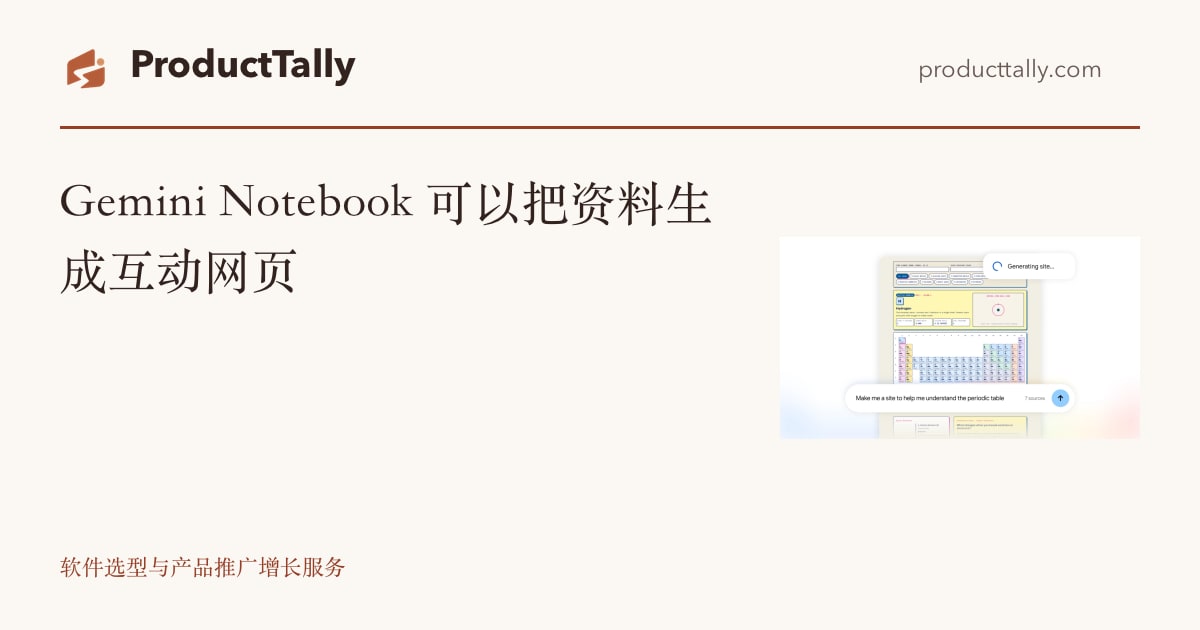 ProductTally
producttally.com
Gemini Notebook 可以把资料生
成互动网页
Generating site...
Hydrogen
Make me a site to help me understand the periodic table
7 sources
软件选型与产品推广增长服务